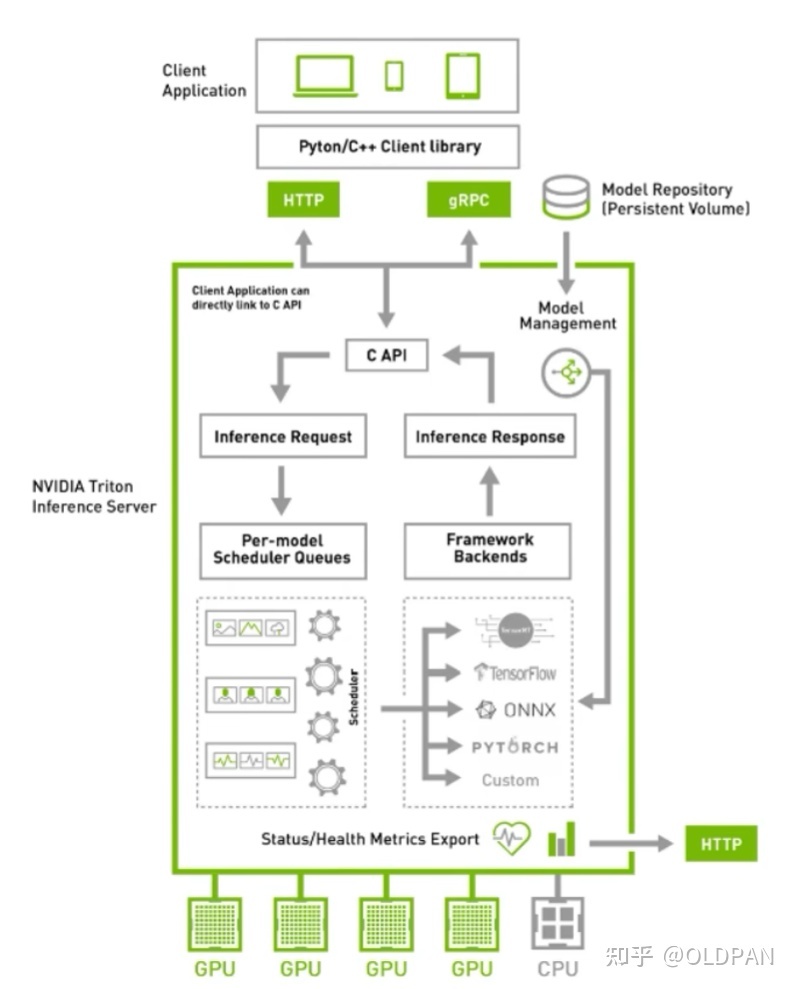 Client
Application
Pyton/C++ Client library
HTTP
gRPC
Model Repository
(Persistent Volume)
Client Application can
directly link to C API
Model
Management
C API
Inference Request
Inference Response
NVIDIA Triton
Inference Server
Per-model
Scheduler Queues
Framework
Backends
Scheduler
TensorRT
TensorFlow
ONNX
PYTORCH
Custom
Status/Health Metrics Export
HTTP
GPU
GPU
GPU
GPU
CPU
知乎 @OLDPAN